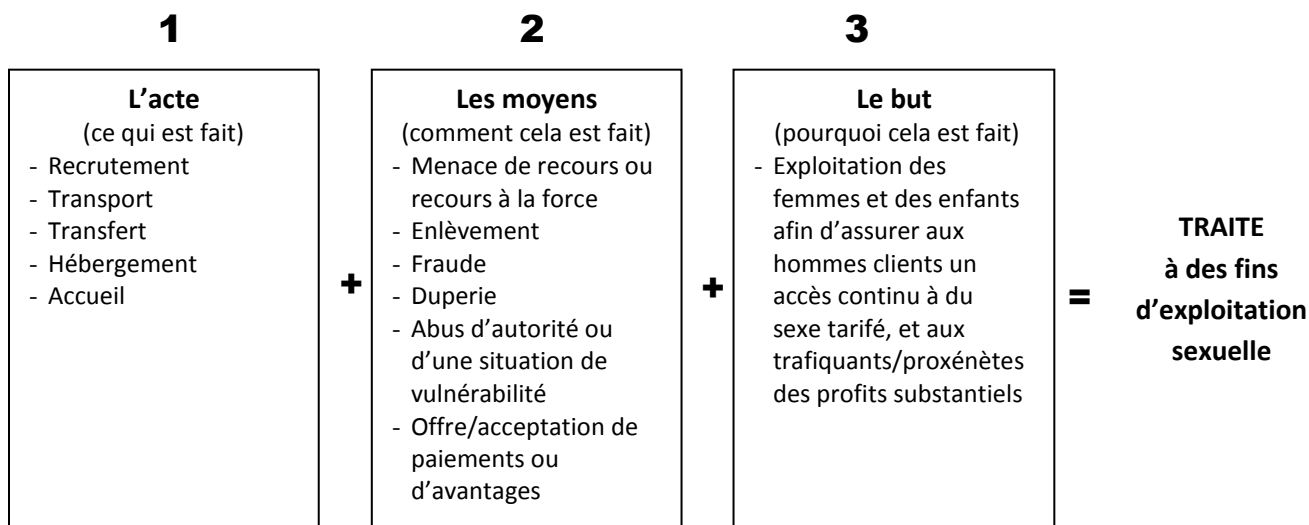 1
2
3
L’acte
(ce qui est fait)
- Recrutement
- Transport
- Transfert
- Hébergement
- Accueil
+
Les moyens
(comment cela est fait)
- Menace de recours ou
recours à la force
- Enlèvement
- Fraude
- Duperie
- Abus d’autorité ou
d’une situation de
vulnérabilité
- Offre/acceptation de
paiements ou
d’avantages
+
Le but
(pourquoi cela est fait)
- Exploitation des
femmes et des enfants
afin d’assurer aux
hommes clients un
accès continu à du
sexe tarifé, et aux
trafiquants/proxénètes
des profits substantiels
=
TRAITE
à des fins
d’exploitation
sexuelle